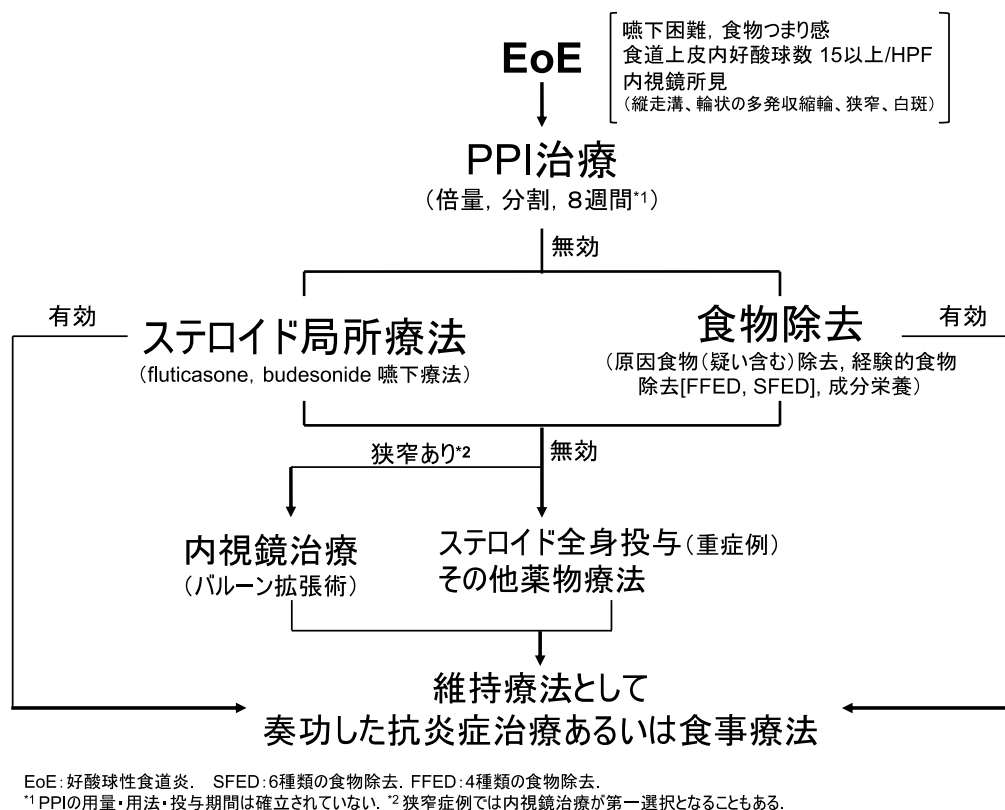 EoE
嚥下困難, 食物つまり感
食道上皮内好酸球数 15以上/HPF
内視鏡所見
（縦走溝、輪状の多発収縮輪、狭窄、白斑）
PPI治療
（倍量, 分割, 8週間*1）
無効
有効
ステロイド局所療法
（fluticasone, budesonide 嚥下療法）
食物除去
（原因食物（疑い含む）除去, 経験的食物
除去[FFED, SFED], 成分栄養）
有効
狭窄あり*2
無効
内視鏡治療
（バルーン拡張術）
ステロイド全身投与（重症例）
その他薬物療法
維持療法として
奏功した抗炎症治療あるいは食事療法
EoE：好酸球性食道炎. SFED：6種類の食物除去. FFED：4種類の食物除去.
*1 PPIの用量・用法・投与期間は確立されていない. *2 狭窄症例では内視鏡治療が第一選択となることもある.